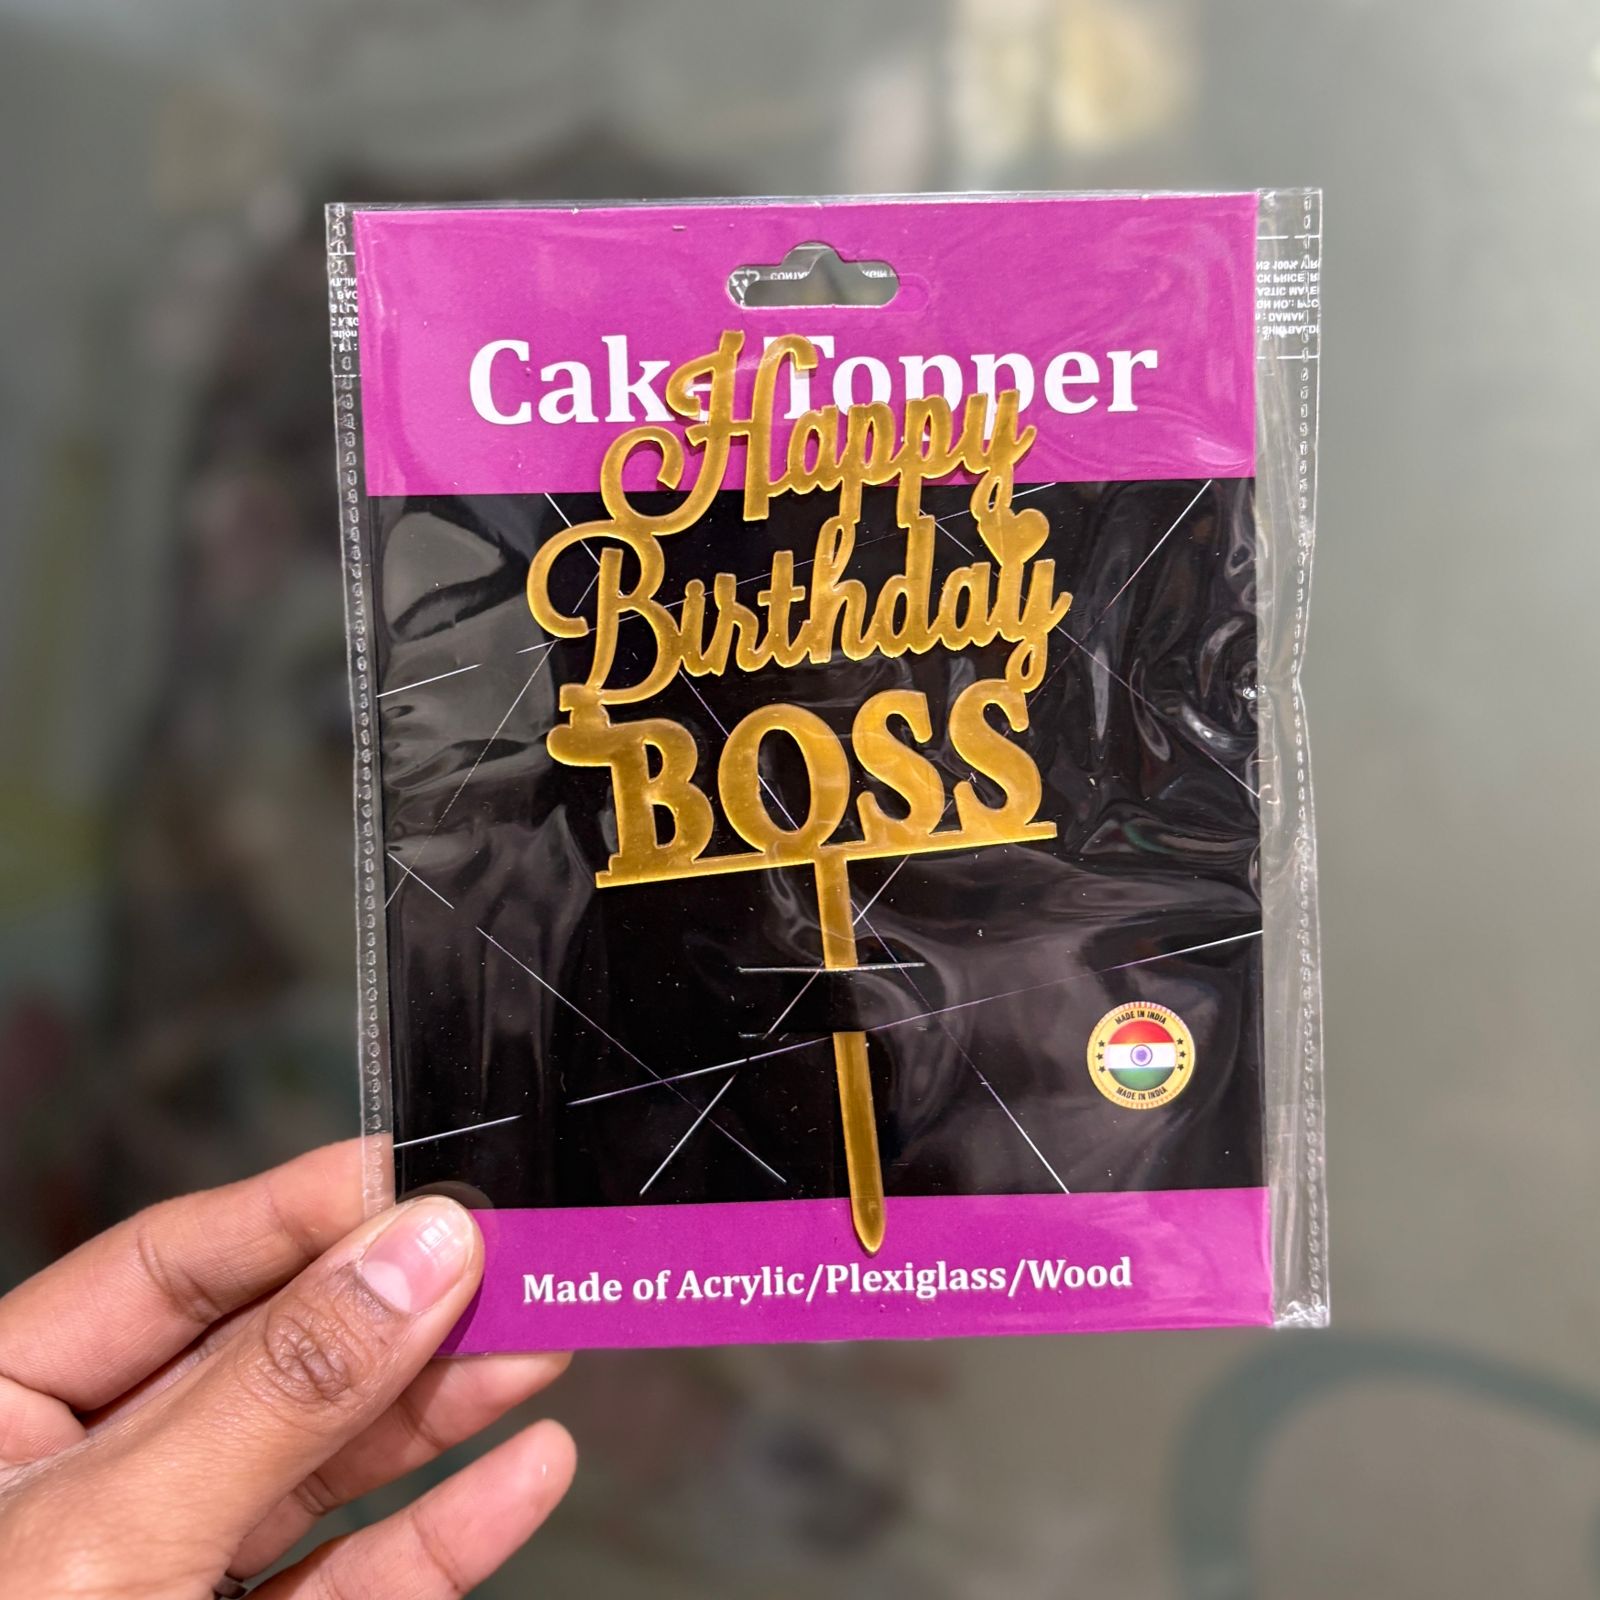 Cake Topper
Happy
Birthday
BOSS
MADE IN INDIA
MADE IN INDIA
Made of Acrylic/Plexiglass/Wood